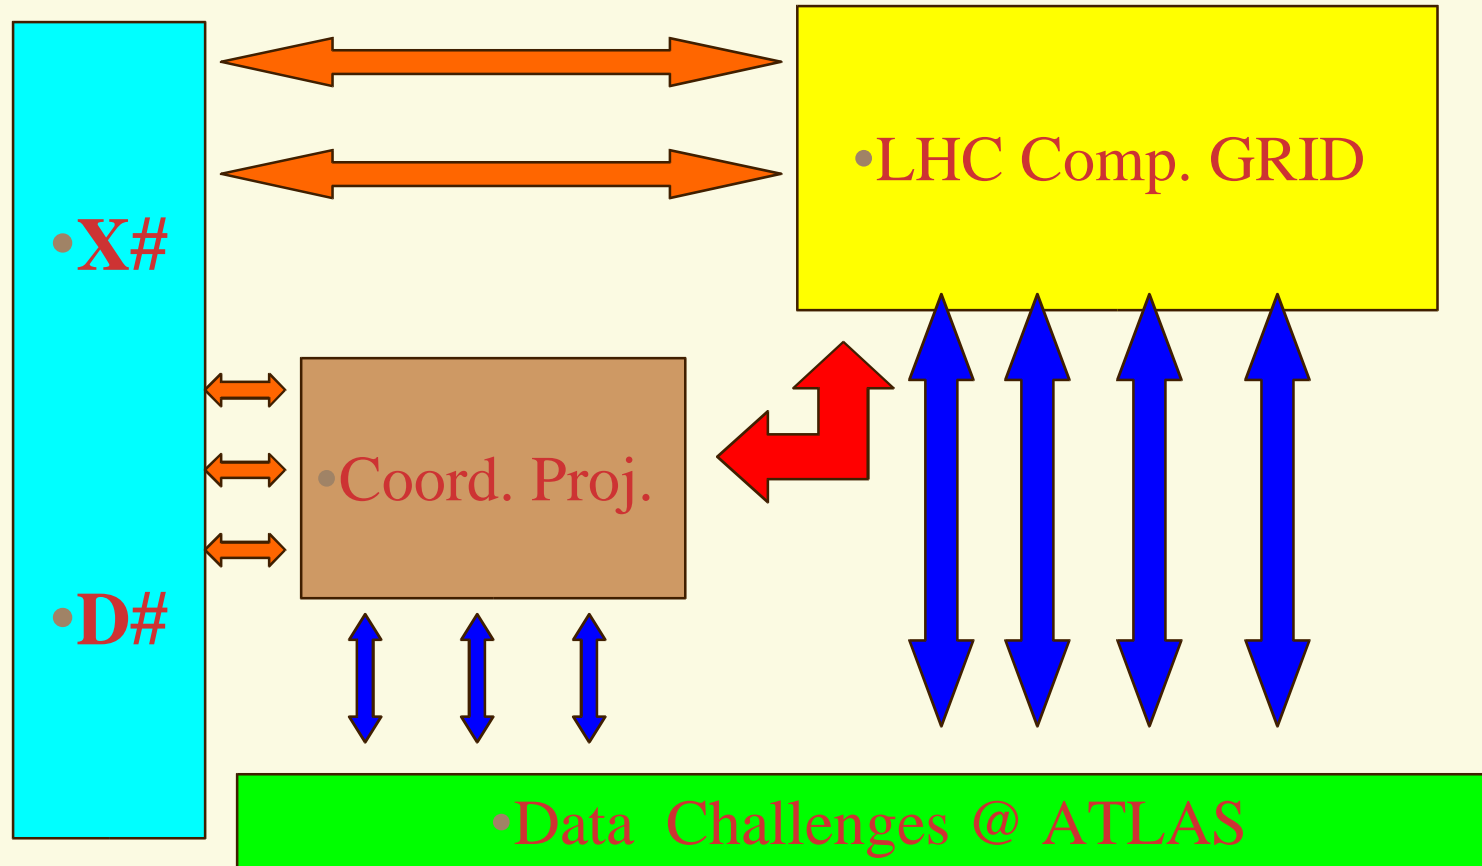 •LHC Comp. GRID
•X#
•Coord. Proj.
•D#
•Data Challenges @ ATLAS